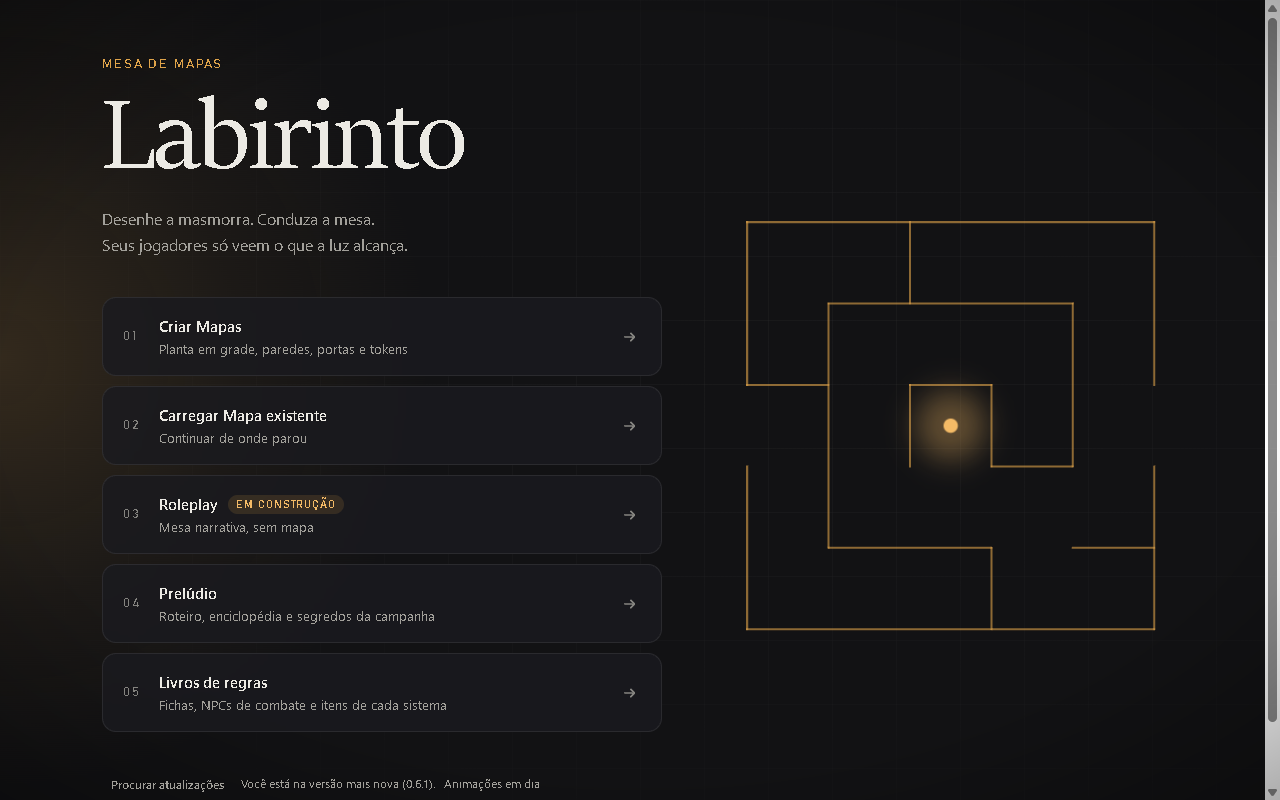 MESA DE MAPAS
Labirinto
Desenhe a masmorra. Conduza a mesa.
Seus jogadores só veem o que a luz alcança.
01
Criar Mapas
Planta em grade, paredes, portas e tokens
→
02
Carregar Mapa existente
Continuar de onde parou
→
03
Roleplay EM CONSTRUÇÃO
Mesa narrativa, sem mapa
→
04
Prelúdio
Roteiro, enciclopédia e segredos da campanha
→
05
Livros de regras
Fichas, NPCs de combate e itens de cada sistema
→
Procurar atualizações Você está na versão mais nova (0.6.1). Animações em dia